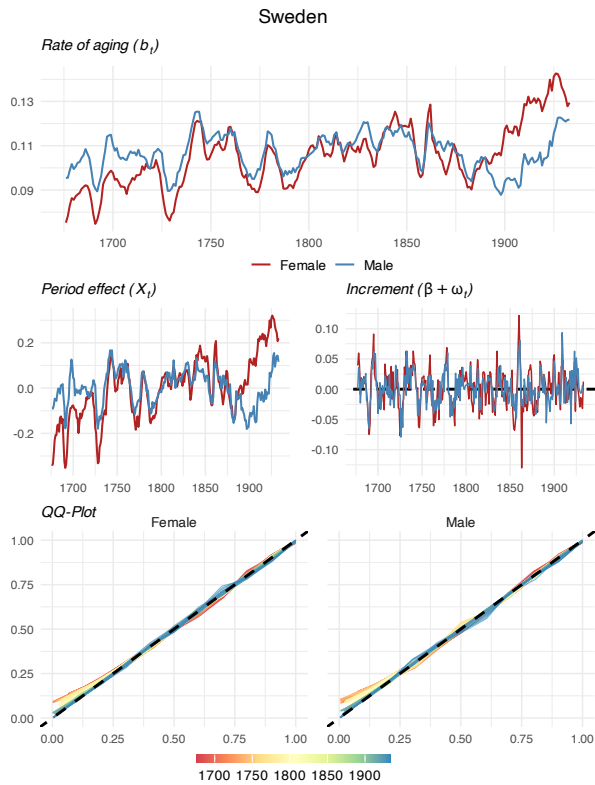 Sweden
Rate of aging (bₜ)
0.13
0.11
0.09
1700 1750 1800 1850 1900
Female Male
Period effect (Xₜ) Increment (β + ωₜ)
0.2
0.0
-0.2
1700 1750 1800 1850 1900
0.10
0.05
0.00
-0.05
-0.10
1700 1750 1800 1850 1900
QQ-Plot
Female Male
1.00
0.75
0.50
0.25
0.00
0.00 0.25 0.50 0.75 1.00 0.00 0.25 0.50 0.75 1.00
1700 1750 1800 1850 1900